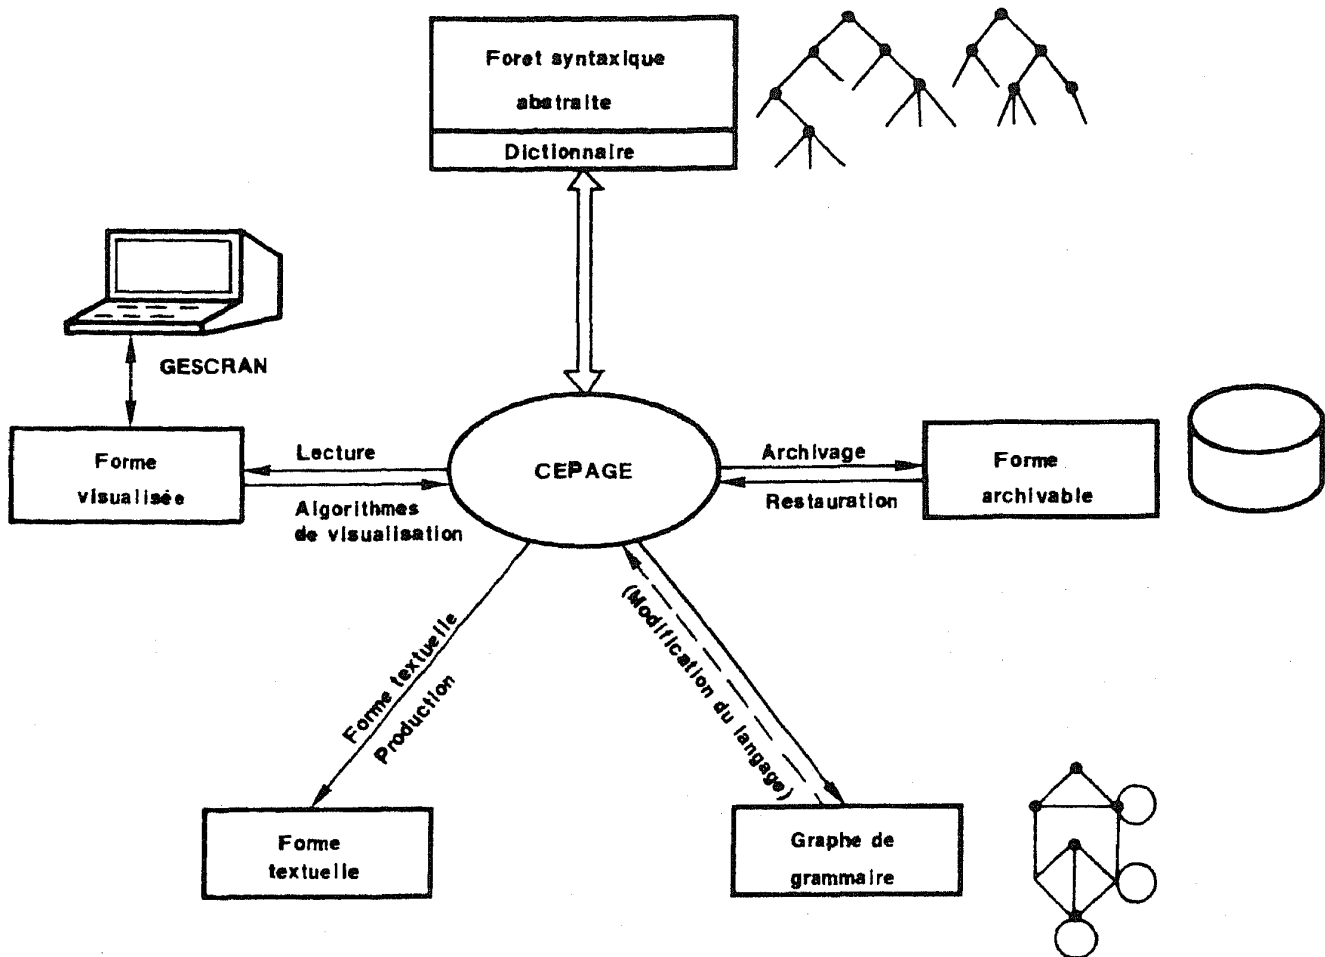 Foret syntaxique
abstraite
Dictionnaire
GESCRAN
Forme
visualisée
Lecture
Algorithmes
de visualisation
CEPAGE
Archivage
Restauration
Forme
archivable
Forme textuelle
Production
(Modification du langage)
Forme
textuelle
Graphe de
grammaire